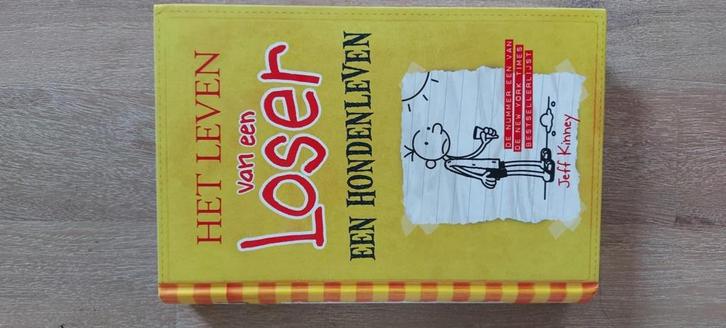 HET LEVEN
van een
Loser
EEN HONDENLEVEN
DE NUMMER EEN VAN
DE NEW YORK TIMES
BESTSELLERLIJST
Jeff Kinney